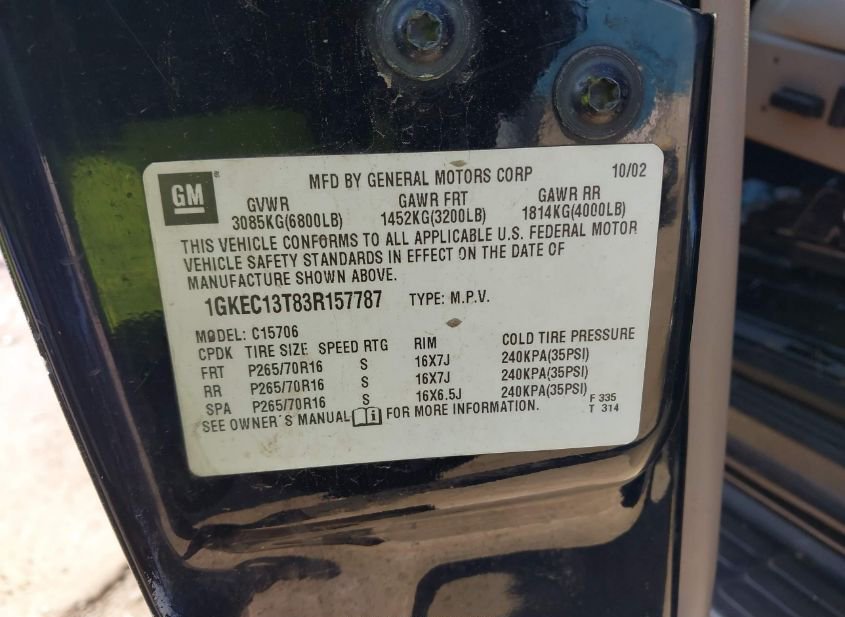 GM
MFD BY GENERAL MOTORS CORP 10/02
GVWR GAWR FRT GAWR RR
3085KG(6800LB) 1452KG(3200LB) 1814KG(4000LB)
THIS VEHICLE CONFORMS TO ALL APPLICABLE U.S. FEDERAL MOTOR
VEHICLE SAFETY STANDARDS IN EFFECT ON THE DATE OF
MANUFACTURE SHOWN ABOVE.
1GKEC13T83R157787 TYPE: M.P.V.
MODEL: C15706
CPDK TIRE SIZE SPEED RTG RIM COLD TIRE PRESSURE
FRT P265/70R16 S 16X7J 240KPA(35PSI)
RR P265/70R16 S 16X7J 240KPA(35PSI)
SPA P265/70R16 S 16X6.5J 240KPA(35PSI)
SEE OWNER'S MANUAL i FOR MORE INFORMATION.
F 335
T 314